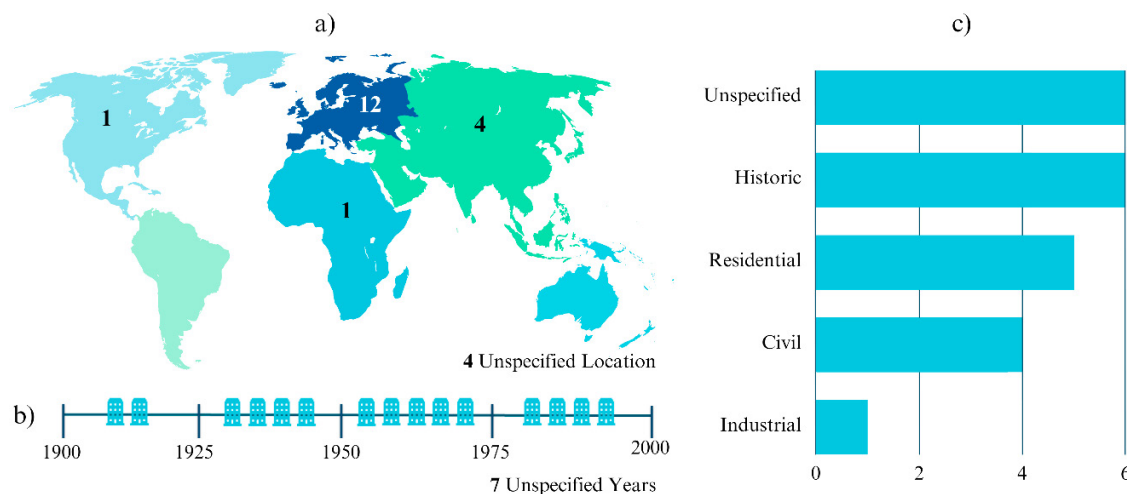 a)
1
12
4
1
4 Unspecified Location
b)
1900
1925
1950
1975
2000
7 Unspecified Years
c)
Unspecified
Historic
Residential
Civil
Industrial
0
2
4
6